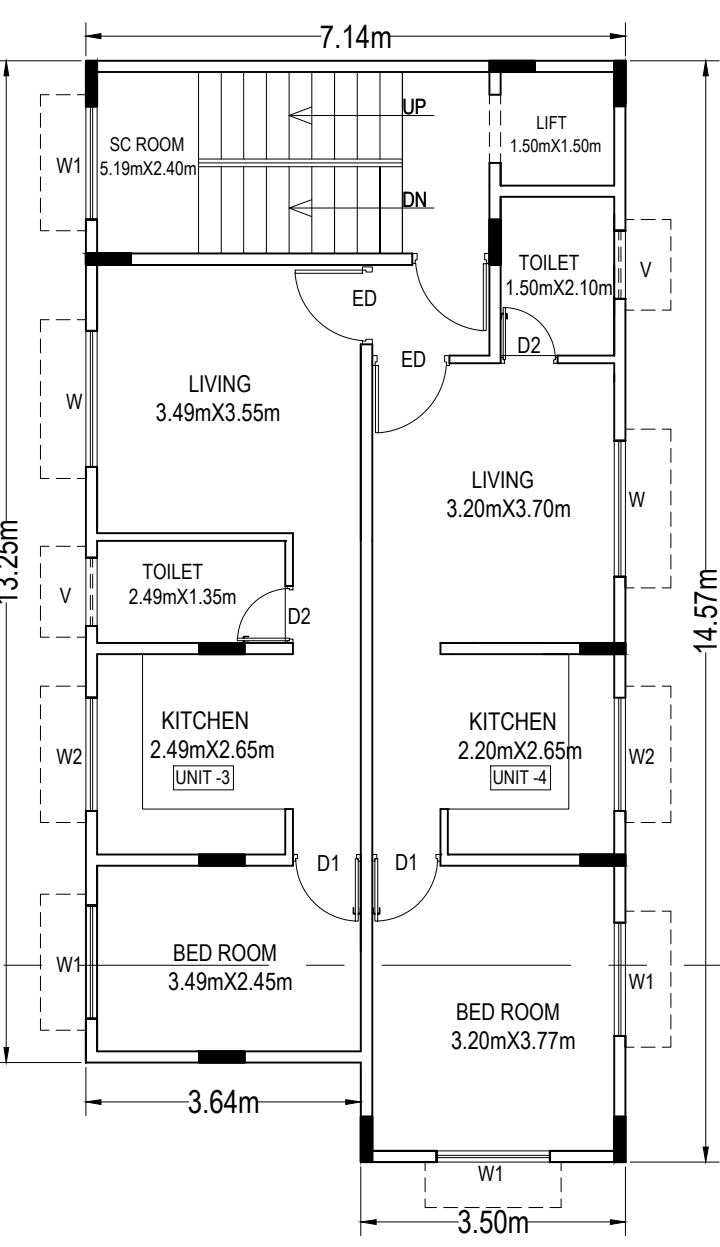 7.14m
UP
LIFT
1.50mX1.50m
SC ROOM
5.19mX2.40m
W1
DN
TOILET
1.50mX2.10m
V
ED
ED
D2
LIVING
3.49mX3.55m
W
LIVING
3.20mX3.70m
W
13.25m
TOILET
2.49mX1.35m
V
D2
14.57m
KITCHEN
2.49mX2.65m
UNIT -3
W2
KITCHEN
2.20mX2.65m
UNIT -4
W2
D1
D1
BED ROOM
3.49mX2.45m
W1
W1
BED ROOM
3.20mX3.77m
3.64m
W1
3.50m